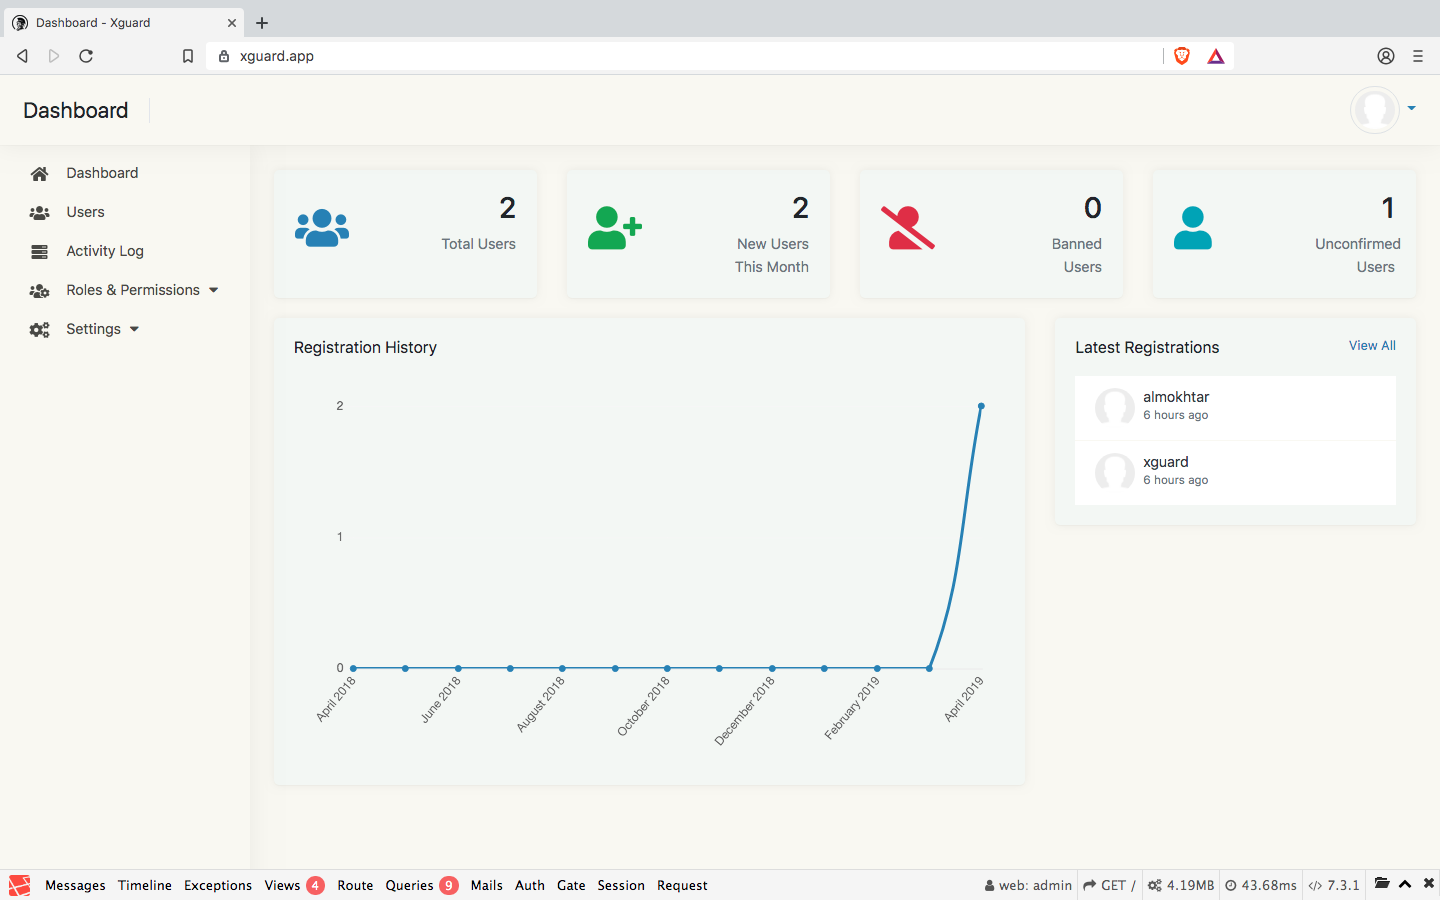 Dashboard - Xguard
xguard.app
Dashboard
Dashboard
Users
Activity Log
Roles & Permissions
Settings
2
Total Users
2
New Users
This Month
0
Banned
Users
1
Unconfirmed
Users
Registration History
2
1
0
April 2018
June 2018
August 2018
October 2018
December 2018
February 2019
April 2019
Latest Registrations
View All
almokhtar
6 hours ago
xguard
6 hours ago
Messages Timeline Exceptions Views 4 Route Queries 9 Mails Auth Gate Session Request web: admin GET / 4.19MB 43.68ms </> 7.3.1